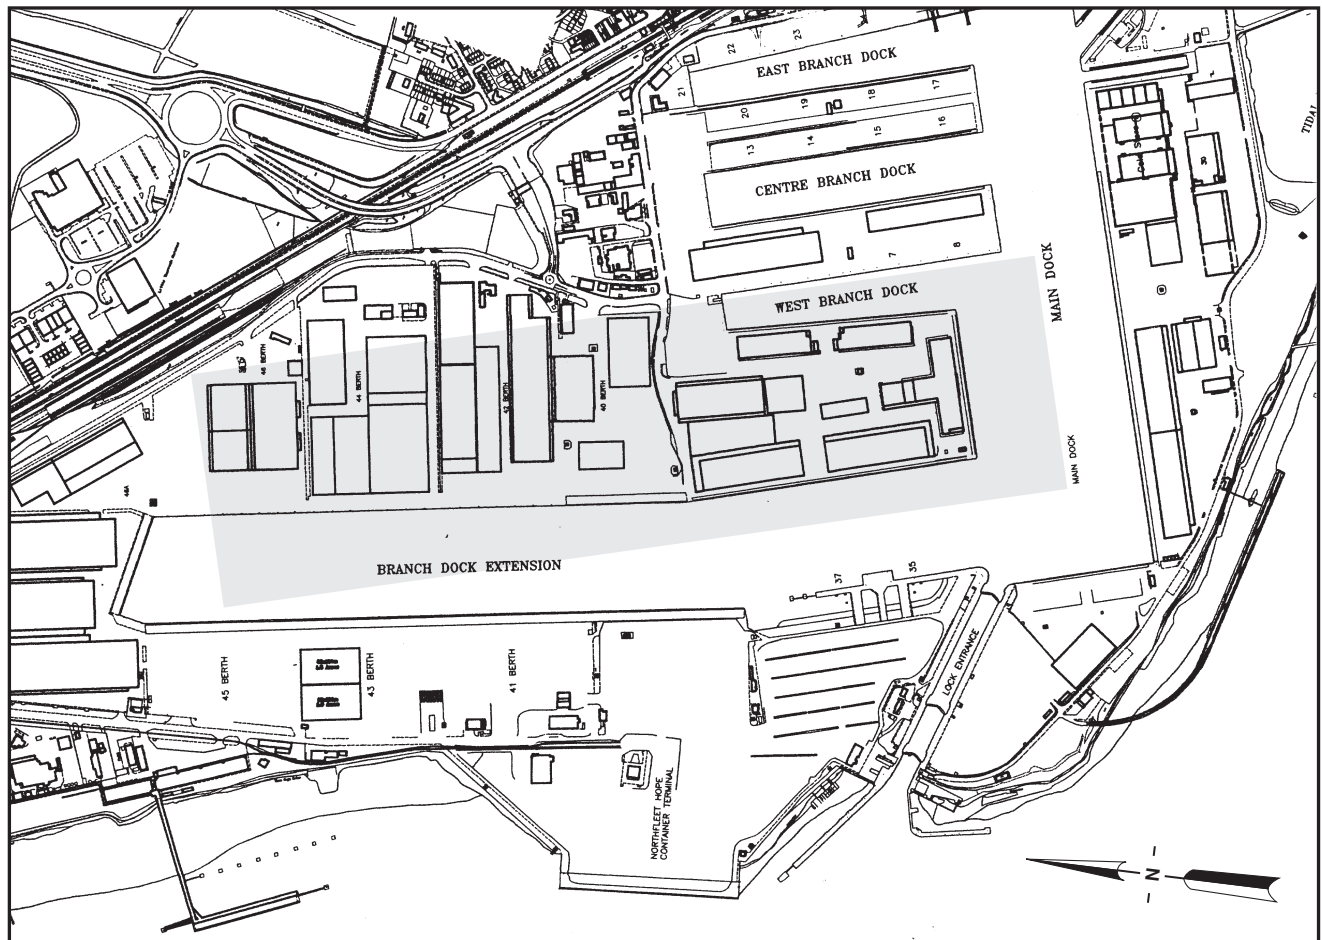 22
23
EAST BRANCH DOCK
21
20
19
18
17
13
14
15
16
CENTRE BRANCH DOCK
7
8
WEST BRANCH DOCK
MAIN DOCK
TIDAL
30
46 BERTH
44 BERTH
42 BERTH
40 BERTH
46A
MAIN DOCK
BRANCH DOCK EXTENSION
37
35
LOCK ENTRANCE
45 BERTH
43 BERTH
41 BERTH
NORTHFLEET HOPE
CONTAINER TERMINAL
N